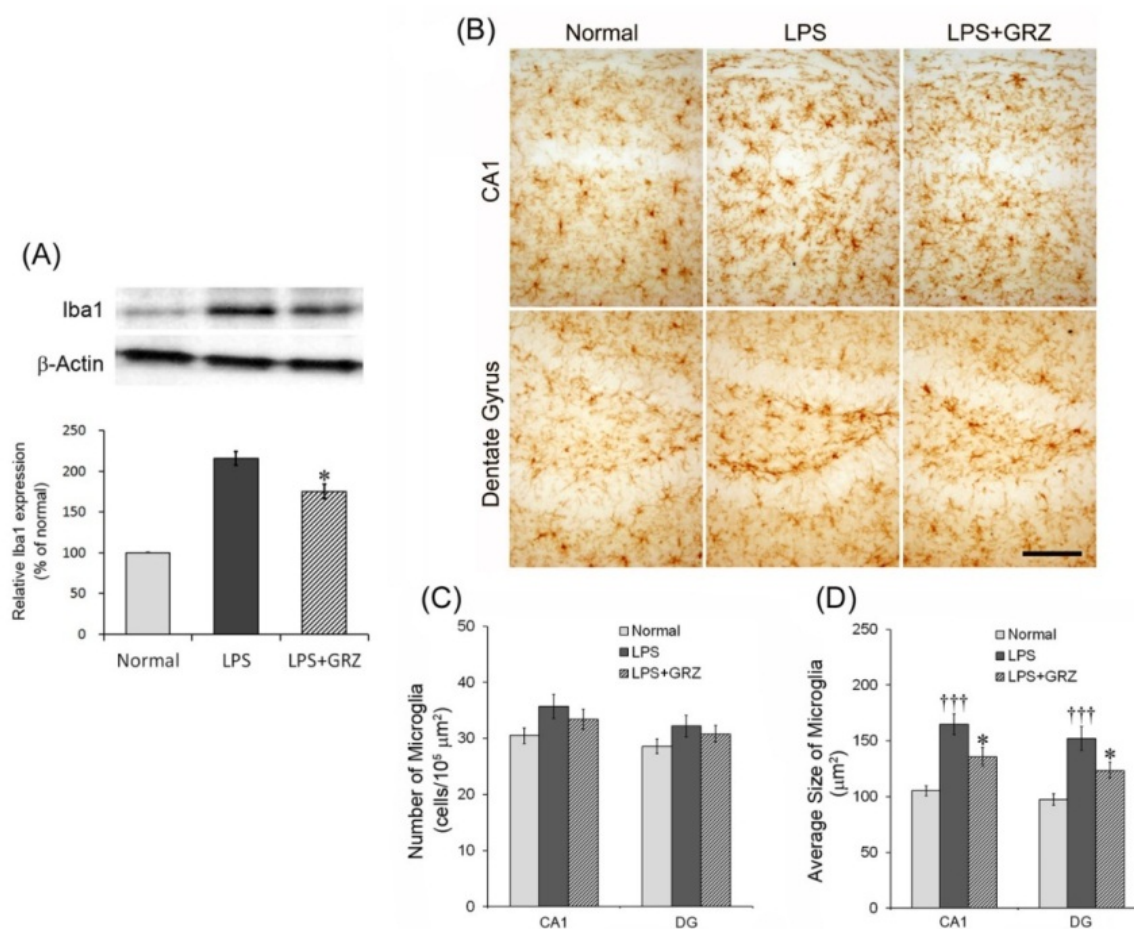 (A)
Iba1
β-Actin
Relative Iba1 expression
(% of normal)
250
200
150
100
50
0
Normal
LPS
LPS+GRZ
*
(B)
Normal
LPS
LPS+GRZ
CA1
Dentate Gyrus
(C)
Number of Microglia
(cells/10⁵ μm²)
50
40
30
20
10
0
Normal
LPS
LPS+GRZ
CA1
DG
(D)
Average Size of Microglia
(μm²)
250
200
150
100
50
0
Normal
LPS
LPS+GRZ
†††
*
†††
*
CA1
DG